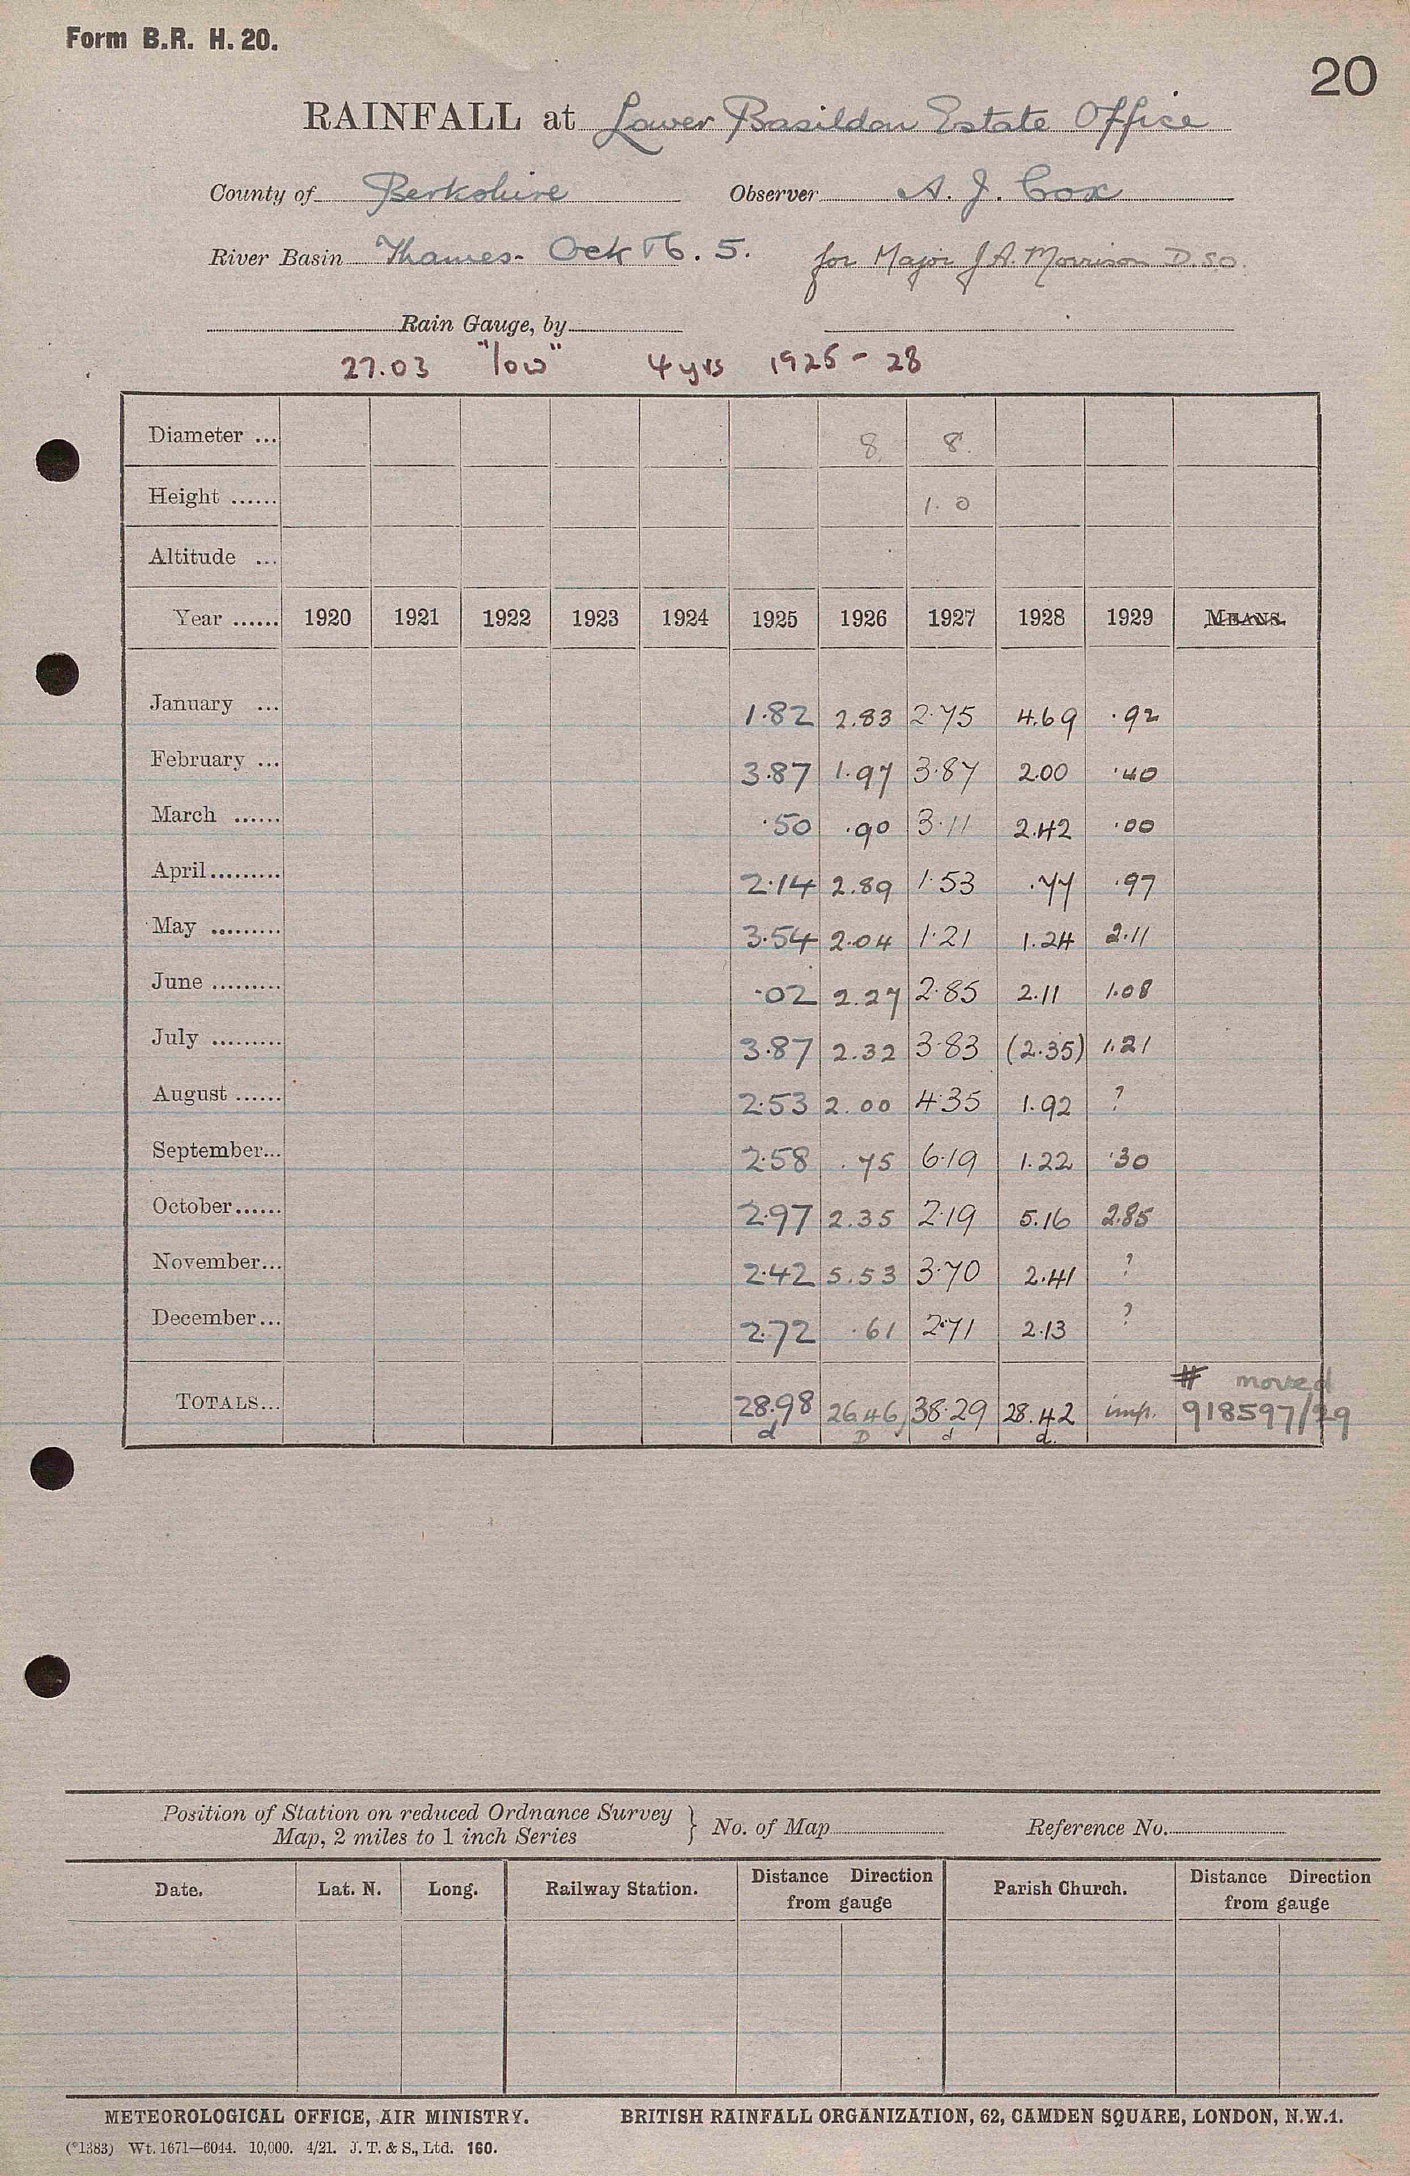 Form B.R. H. 20.
20
RAINFALL at Lower Basildon Estate Office
County of Berkshire Observer A. J. Cox
River Basin Thames - Ock 5. for Major J A. Morrison D.S.O.
Rain Gauge, by
27.03 "low" 4 yrs 1925 - 28
Diameter ... 8 8
Height ...... 1.0
Altitude ...
Year ...... 1920 1921 1922 1923 1924 1925 1926 1927 1928 1929 MEANS.
January ... 1.82 2.83 2.75 4.69 .92
February ... 3.87 1.97 3.87 2.00 .40
March ...... .50 .90 3.11 2.42 .00
April......... 2.14 2.89 1.53 .77 .97
May ......... 3.54 2.04 1.21 1.24 2.11
June ......... .02 2.27 2.85 2.11 1.08
July ......... 3.87 2.32 3.83 (2.35) 1.21
August ...... 2.53 2.00 4.35 1.92 ?
September... 2.58 .75 6.19 1.22 .30
October...... 2.97 2.35 2.19 5.16 2.85
November... 2.42 5.53 3.70 2.41 ?
December... 2.72 .61 2.71 2.13 ?
# moved
TOTALS... 28.98 26.46 38.29 28.42 imp. 918597/29
d D d d.
Position of Station on reduced Ordnance Survey
Map, 2 miles to 1 inch Series } No. of Map Reference No.
Date. Lat. N. Long. Railway Station. Distance Direction from gauge Parish Church. Distance Direction from gauge
METEOROLOGICAL OFFICE, AIR MINISTRY. BRITISH RAINFALL ORGANIZATION, 62, CAMDEN SQUARE, LONDON, N.W.1.
(*1383) Wt. 1671—6044. 10,000. 4/21. J. T. & S., Ltd. 160.